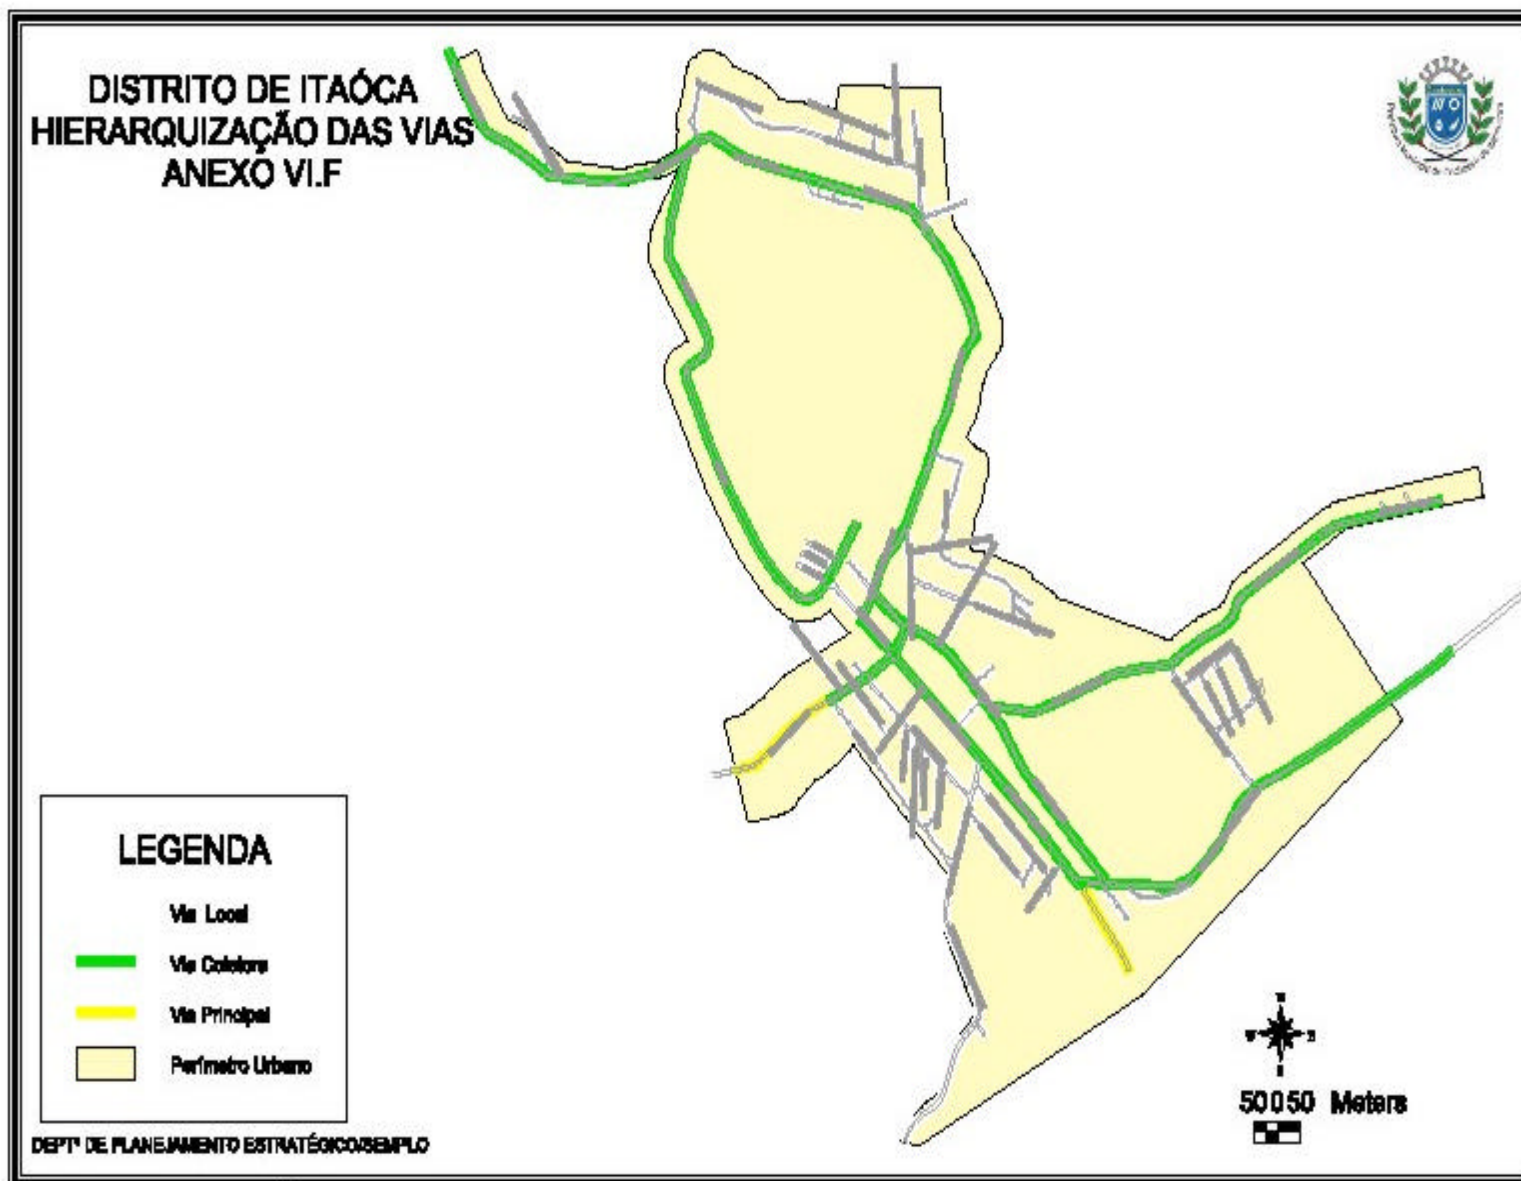 DISTRITO DE ITAÓCA
HIERARQUIZAÇÃO DAS VIAS
ANEXO VI.F
LEGENDA
Via Local
Via Coletora
Via Principal
Perímetro Urbano
DEPTº DE PLANEJAMENTO ESTRATÉGICO/SEMPLO
N
W E
S
50 0 50 Meters